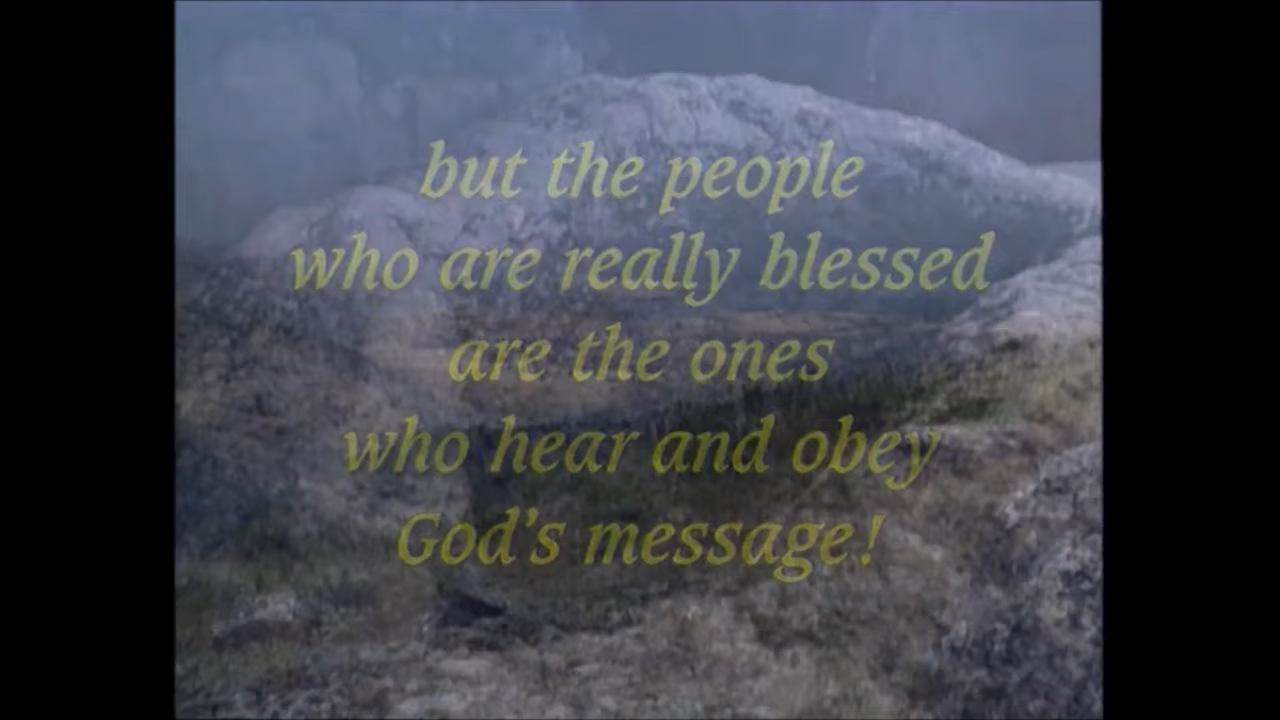 but the people
who are really blessed
are the ones
who hear and obey
God's message!